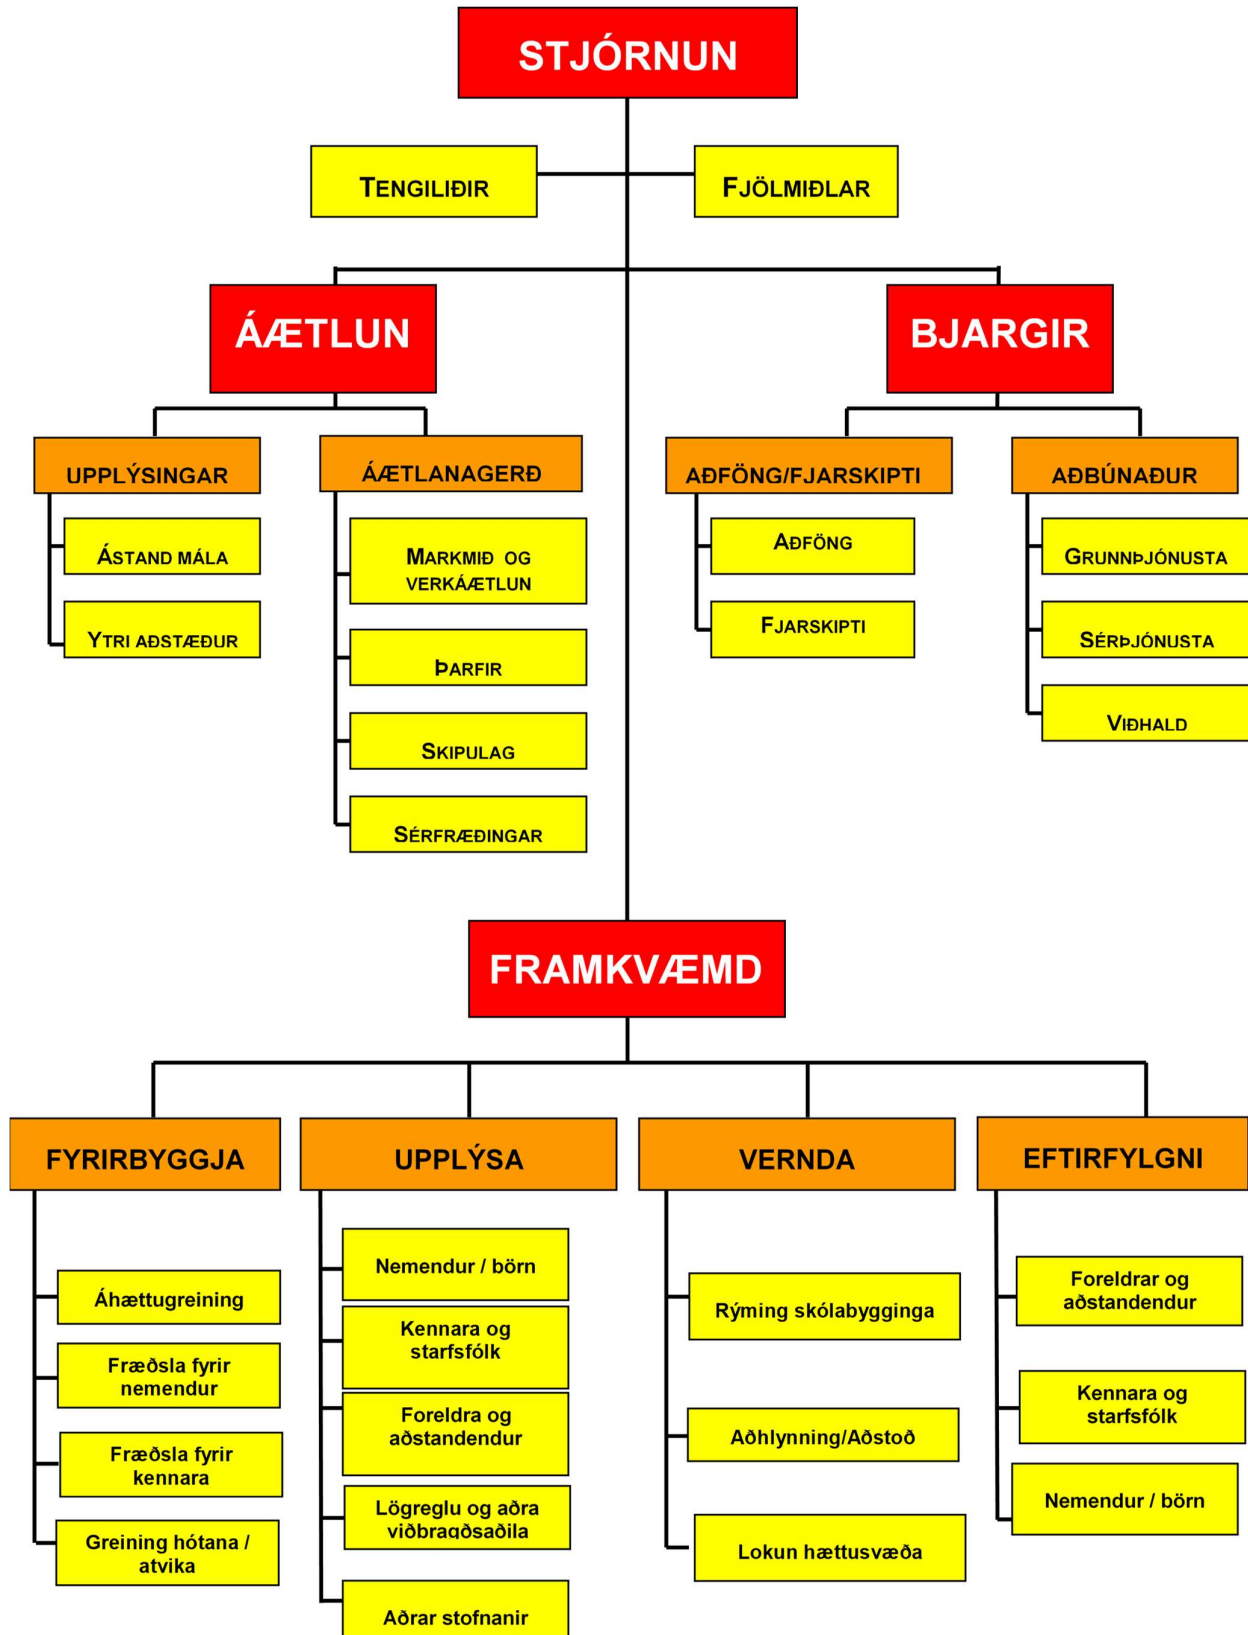 STJÓRNUN
TENGILIÐIR
FJÖLMIÐLAR
ÁÆTLUN
BJARGIR
UPPLÝSINGAR
ÁSTAND MÁLA
YTRI AÐSTÆÐUR
ÁÆTLANAGERÐ
MARKMIÐ OG
VERKÁÆTLUN
ÞARFIR
SKIPULAG
SÉRFRÆÐINGAR
AÐFÖNG/FJARSKIPTI
AÐFÖNG
FJARSKIPTI
AÐBÚNAÐUR
GRUNNÞJÓNUSTA
SÉRÞJÓNUSTA
VIÐHALD
FRAMKVÆMD
FYRIRBYGGJA
Áhættugreining
Fræðsla fyrir
nemendur
Fræðsla fyrir
kennara
Greining hótana /
atvika
UPPLÝSA
Nemendur / börn
Kennara og
starfsfólk
Foreldra og
aðstandendur
Lögreglu og aðra
viðbragðsaðila
Aðrar stofnanir
VERNDA
Rýming skólabygginga
Aðhlynning/Aðstoð
Lokun hættusvæða
EFTIRFYLGNI
Foreldrar og
aðstandendur
Kennara og
starfsfólk
Nemendur / börn